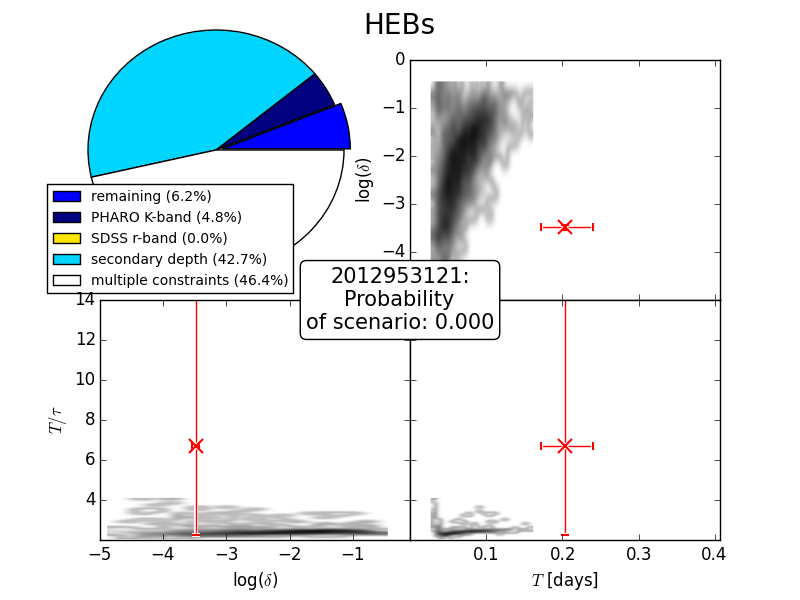 HEBs
remaining (6.2%)
PHARO K-band (4.8%)
SDSS r-band (0.0%)
secondary depth (42.7%)
multiple constraints (46.4%)
log(δ)
0
−1
−2
−3
−4
2012953121:
Probability
of scenario: 0.000
T/τ
14
12
10
8
6
4
−5 −4 −3 −2 −1
log(δ)
0.1 0.2 0.3 0.4
T [days]